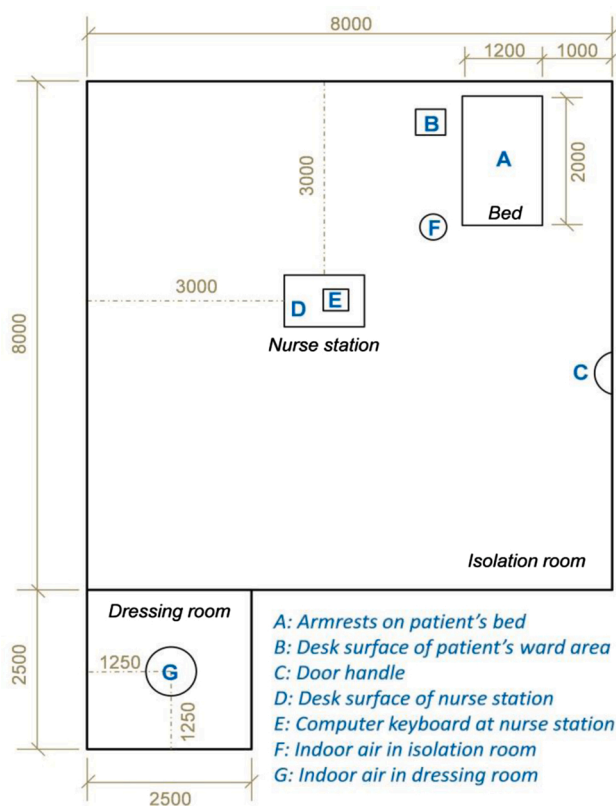 8000
1200 1000
B
A
2000
3000
Bed
F
3000
E
D
Nurse station
8000
C
Isolation room
Dressing room
1250
G
1250
2500
2500
A: Armrests on patient's bed
B: Desk surface of patient's ward area
C: Door handle
D: Desk surface of nurse station
E: Computer keyboard at nurse station
F: Indoor air in isolation room
G: Indoor air in dressing room